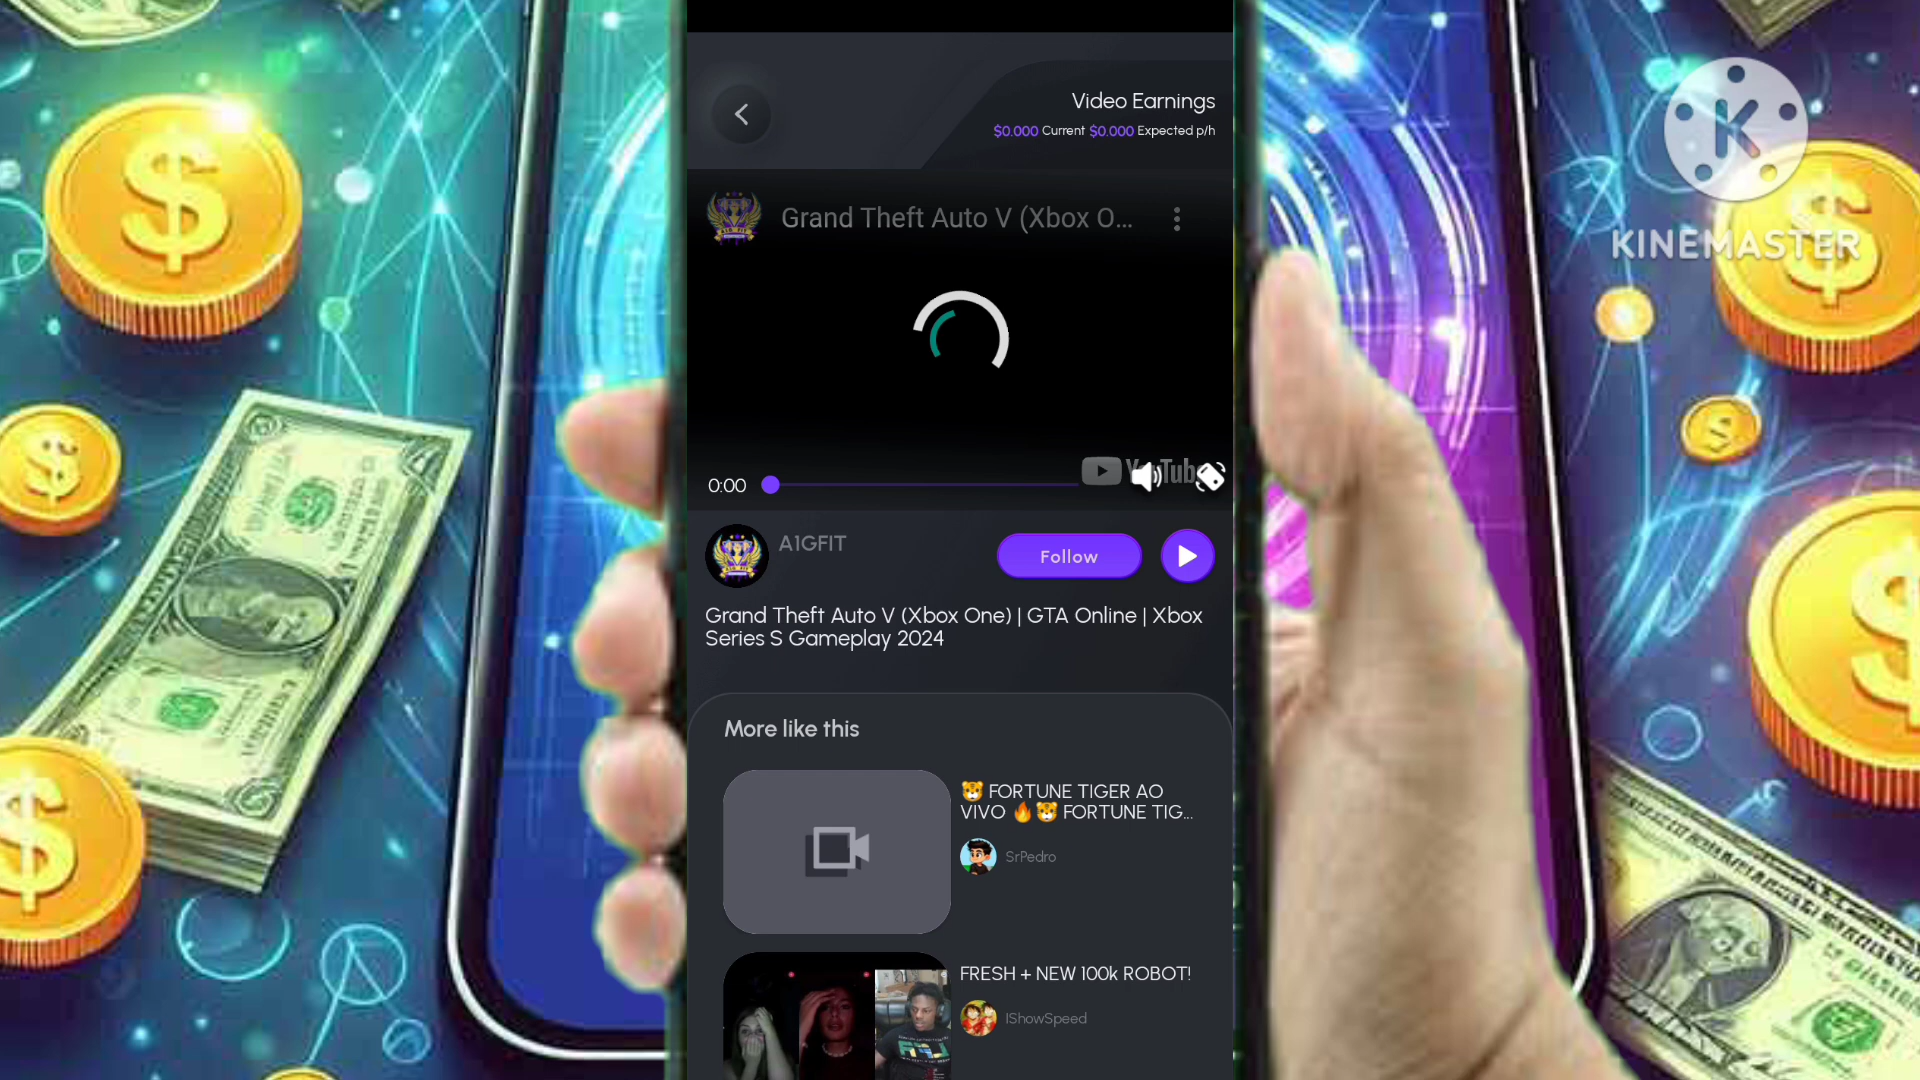 Video Earnings
$0.000 Current $0.000 Expected p/h
Grand Theft Auto V (Xbox O...
KINEMASTER
0:00
YouTube
A1GFIT
Follow
Grand Theft Auto V (Xbox One) | GTA Online | Xbox
Series S Gameplay 2024
More like this
🐯 FORTUNE TIGER AO
VIVO 🔥🐯 FORTUNE TIG...
SrPedro
FRESH + NEW 100k ROBOT!
IShowSpeed